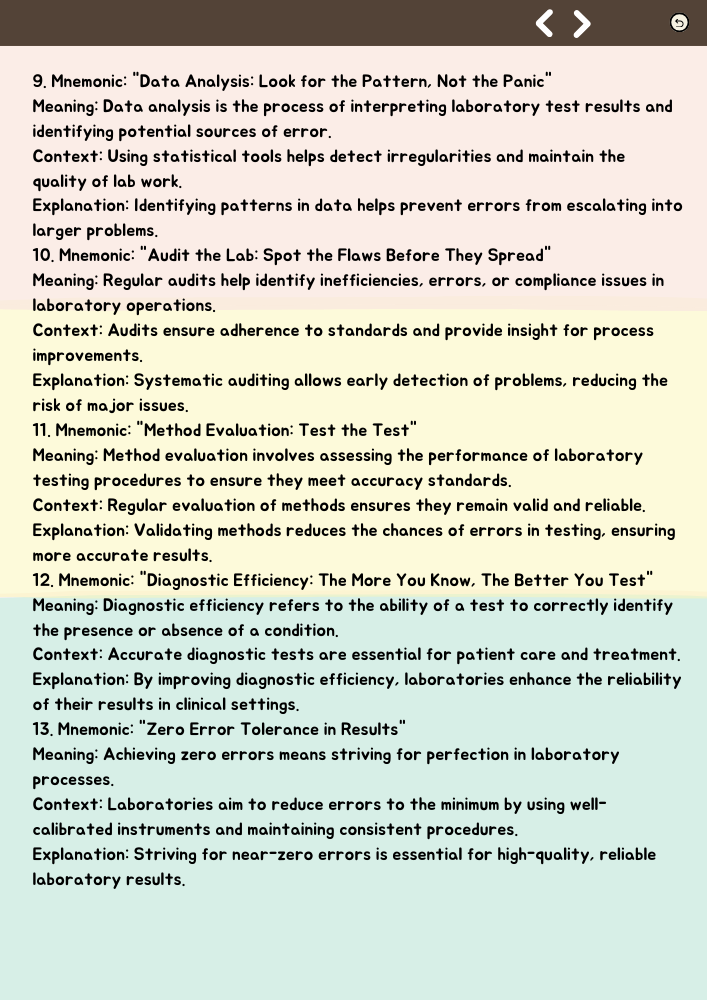 9. Mnemonic: "Data Analysis: Look for the Pattern, Not the Panic"
Meaning: Data analysis is the process of interpreting laboratory test results and
identifying potential sources of error.
Context: Using statistical tools helps detect irregularities and maintain the
quality of lab work.
Explanation: Identifying patterns in data helps prevent errors from escalating into
larger problems.
10. Mnemonic: "Audit the Lab: Spot the Flaws Before They Spread"
Meaning: Regular audits help identify inefficiencies, errors, or compliance issues in
laboratory operations.
Context: Audits ensure adherence to standards and provide insight for process
improvements.
Explanation: Systematic auditing allows early detection of problems, reducing the
risk of major issues.
11. Mnemonic: "Method Evaluation: Test the Test"
Meaning: Method evaluation involves assessing the performance of laboratory
testing procedures to ensure they meet accuracy standards.
Context: Regular evaluation of methods ensures they remain valid and reliable.
Explanation: Validating methods reduces the chances of errors in testing, ensuring
more accurate results.
12. Mnemonic: "Diagnostic Efficiency: The More You Know, The Better You Test"
Meaning: Diagnostic efficiency refers to the ability of a test to correctly identify
the presence or absence of a condition.
Context: Accurate diagnostic tests are essential for patient care and treatment.
Explanation: By improving diagnostic efficiency, laboratories enhance the reliability
of their results in clinical settings.
13. Mnemonic: "Zero Error Tolerance in Results"
Meaning: Achieving zero errors means striving for perfection in laboratory
processes.
Context: Laboratories aim to reduce errors to the minimum by using well-
calibrated instruments and maintaining consistent procedures.
Explanation: Striving for near-zero errors is essential for high-quality, reliable
laboratory results.